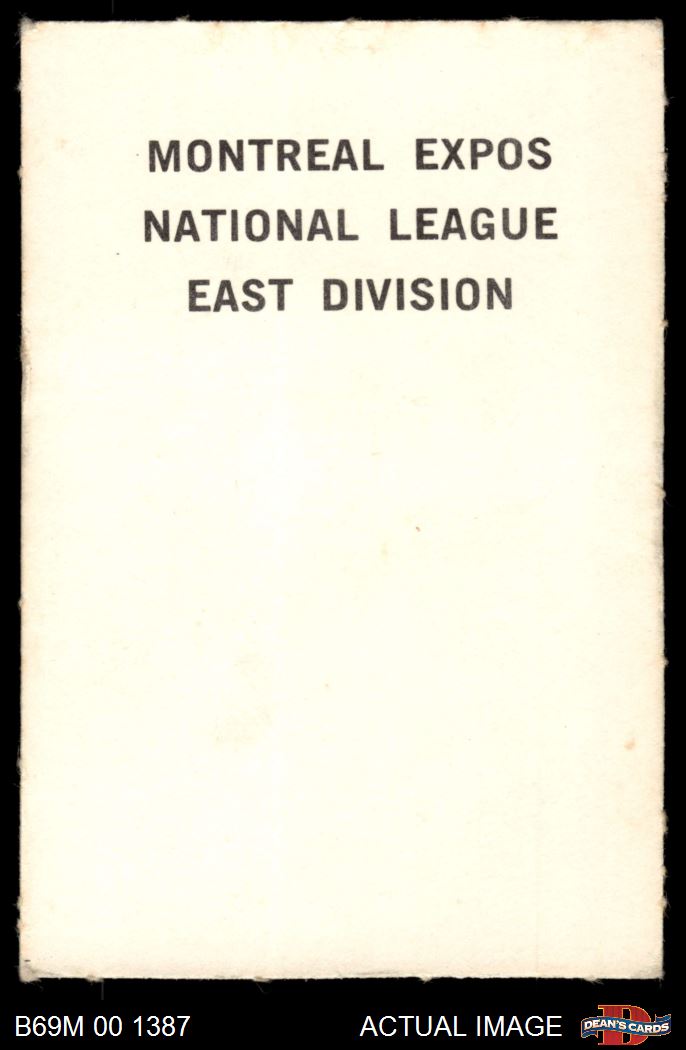 MONTREAL EXPOS
NATIONAL LEAGUE
EAST DIVISION
B69M 00 1387
ACTUAL IMAGE
D
DEAN'S CARDS